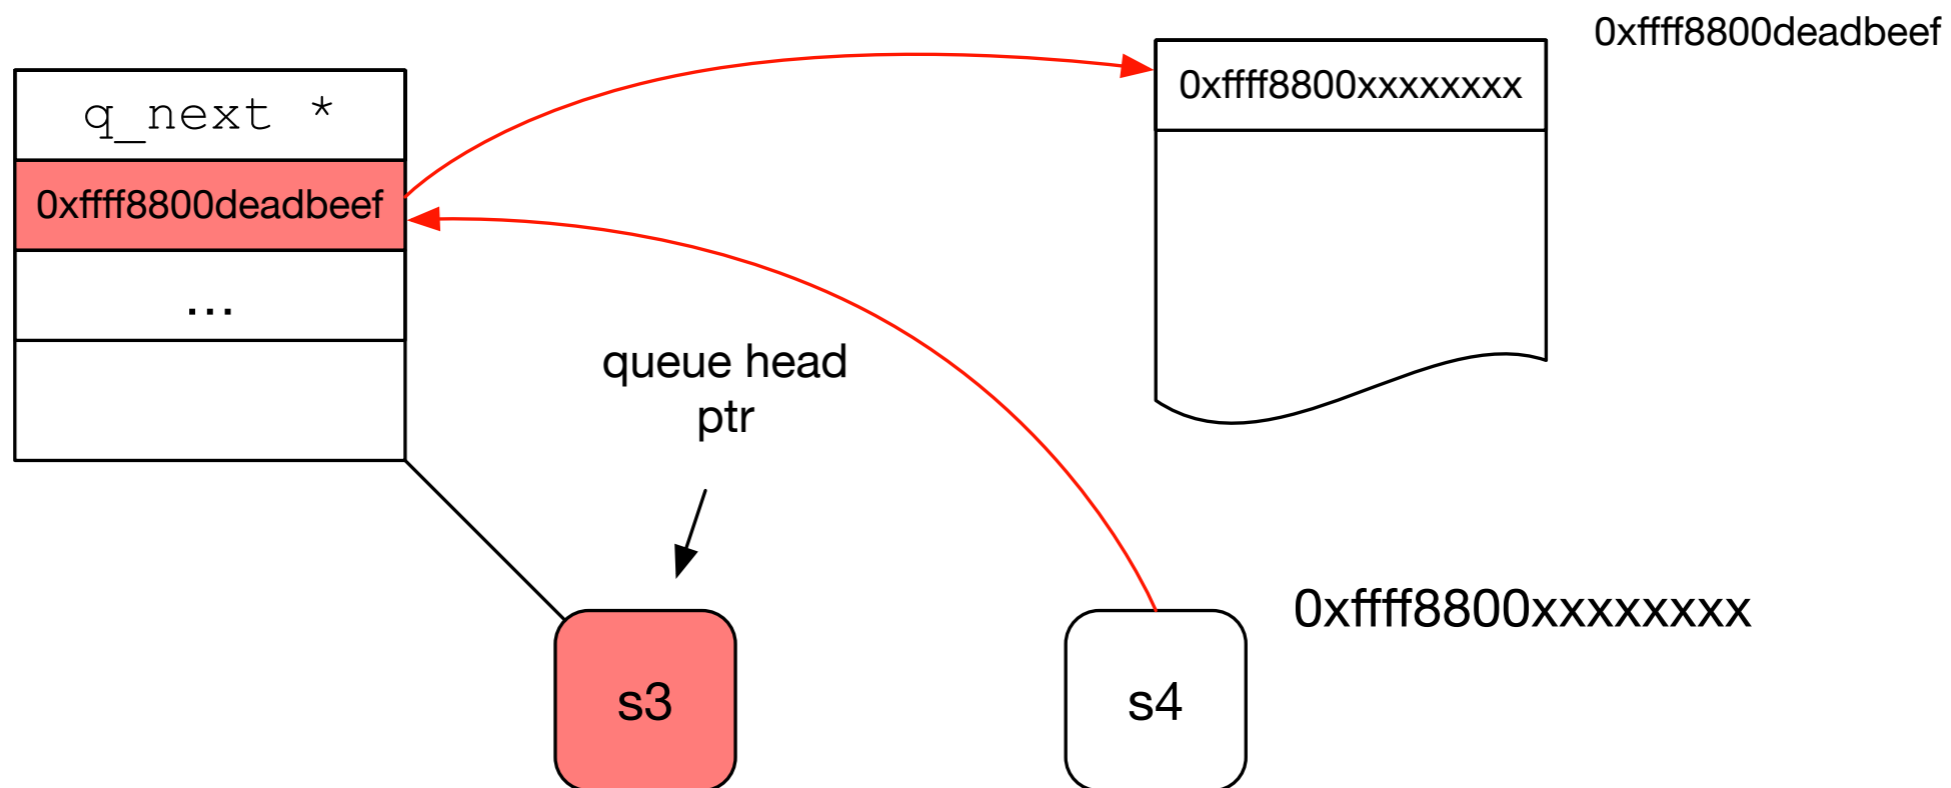 0xffff8800deadbeef
0xffff8800xxxxxxxx
q_next *
0xffff8800deadbeef
...
queue head
ptr
0xffff8800xxxxxxxx
s3
s4